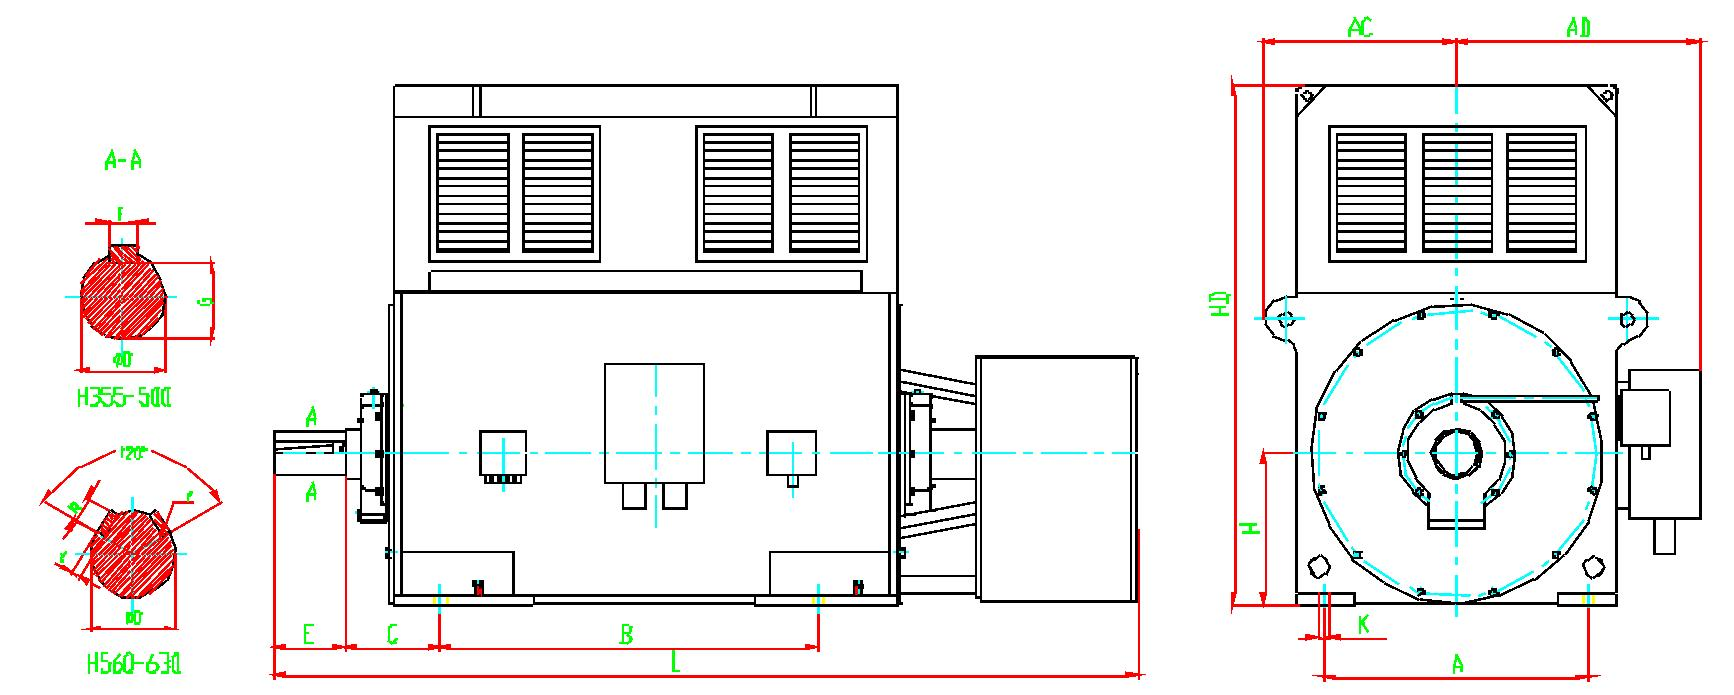 A-A
F
G
ΦD
H355-500
120°
R
F
ΦD
H560-630
A
A
E
C
B
L
AC
AD
HD
H
K
A